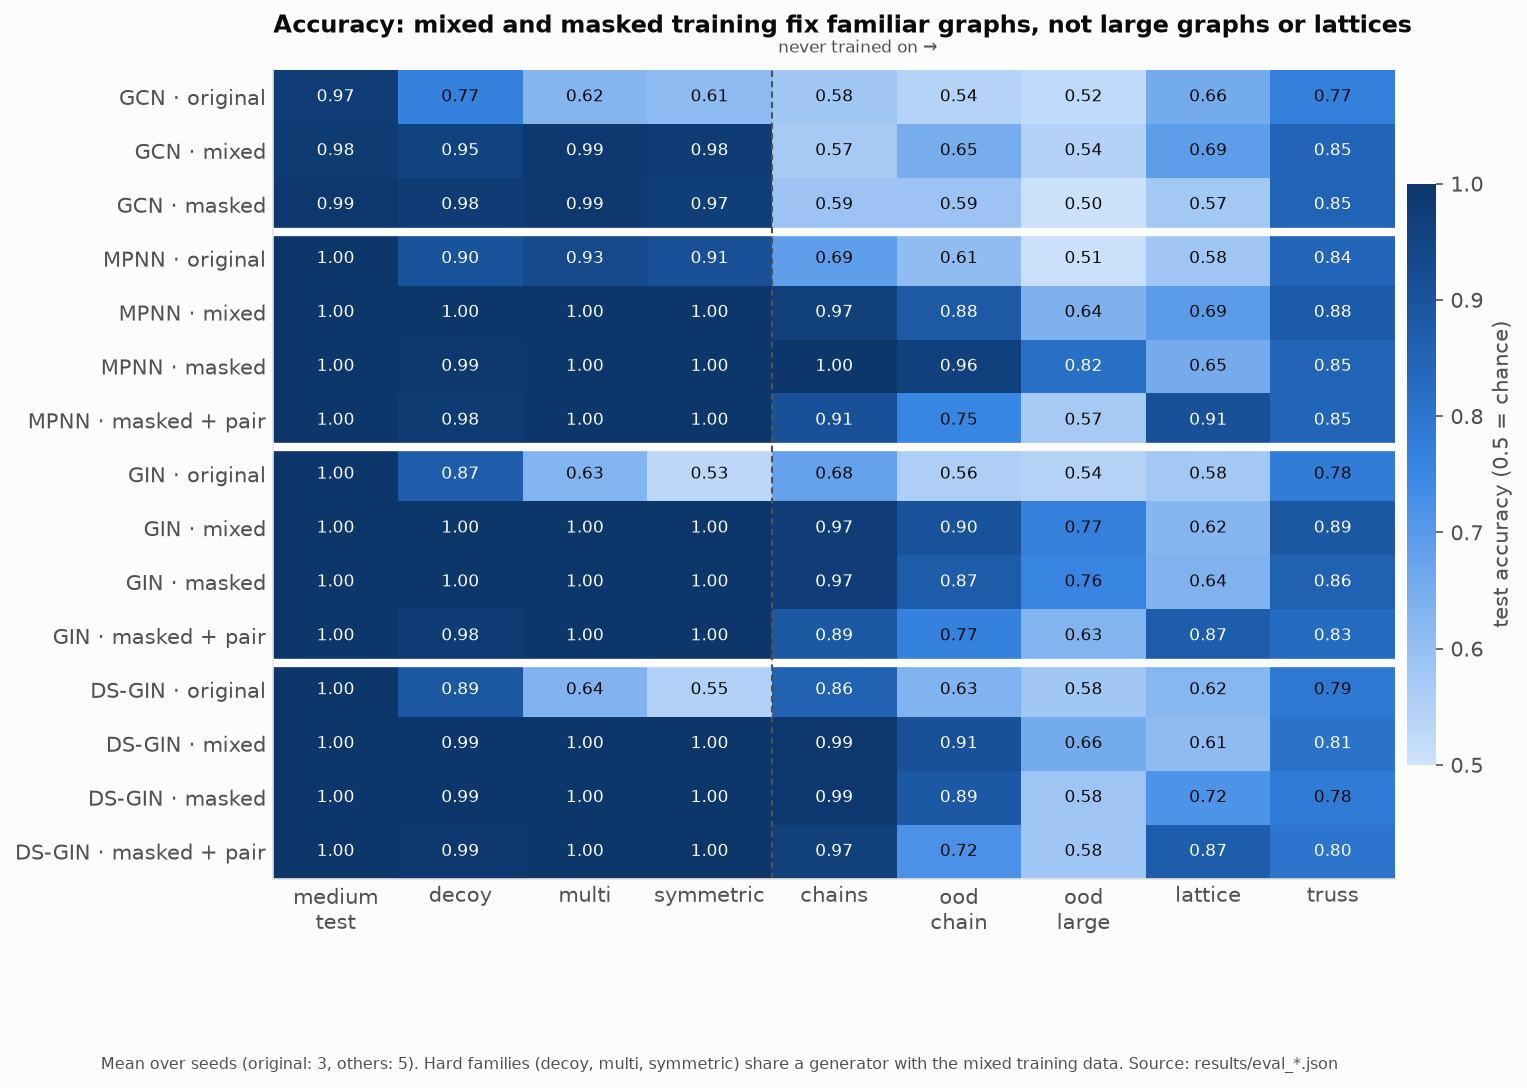 Accuracy: mixed and masked training fix familiar graphs, not large graphs or lattices
never trained on →
GCN · original 0.97 0.77 0.62 0.61 0.58 0.54 0.52 0.66 0.77
GCN · mixed 0.98 0.95 0.99 0.98 0.57 0.65 0.54 0.69 0.85
GCN · masked 0.99 0.98 0.99 0.97 0.59 0.59 0.50 0.57 0.85
MPNN · original 1.00 0.90 0.93 0.91 0.69 0.61 0.51 0.58 0.84
MPNN · mixed 1.00 1.00 1.00 1.00 0.97 0.88 0.64 0.69 0.88
MPNN · masked 1.00 0.99 1.00 1.00 1.00 0.96 0.82 0.65 0.85
MPNN · masked + pair 1.00 0.98 1.00 1.00 0.91 0.75 0.57 0.91 0.85
GIN · original 1.00 0.87 0.63 0.53 0.68 0.56 0.54 0.58 0.78
GIN · mixed 1.00 1.00 1.00 1.00 0.97 0.90 0.77 0.62 0.89
GIN · masked 1.00 1.00 1.00 1.00 0.97 0.87 0.76 0.64 0.86
GIN · masked + pair 1.00 0.98 1.00 1.00 0.89 0.77 0.63 0.87 0.83
DS-GIN · original 1.00 0.89 0.64 0.55 0.86 0.63 0.58 0.62 0.79
DS-GIN · mixed 1.00 0.99 1.00 1.00 0.99 0.91 0.66 0.61 0.81
DS-GIN · masked 1.00 0.99 1.00 1.00 0.99 0.89 0.58 0.72 0.78
DS-GIN · masked + pair 1.00 0.99 1.00 1.00 0.97 0.72 0.58 0.87 0.80
medium decoy multi symmetric chains ood ood lattice truss
test chain large
1.0
0.9
0.8
0.7
0.6
0.5
test accuracy (0.5 = chance)
Mean over seeds (original: 3, others: 5). Hard families (decoy, multi, symmetric) share a generator with the mixed training data. Source: results/eval_*.json